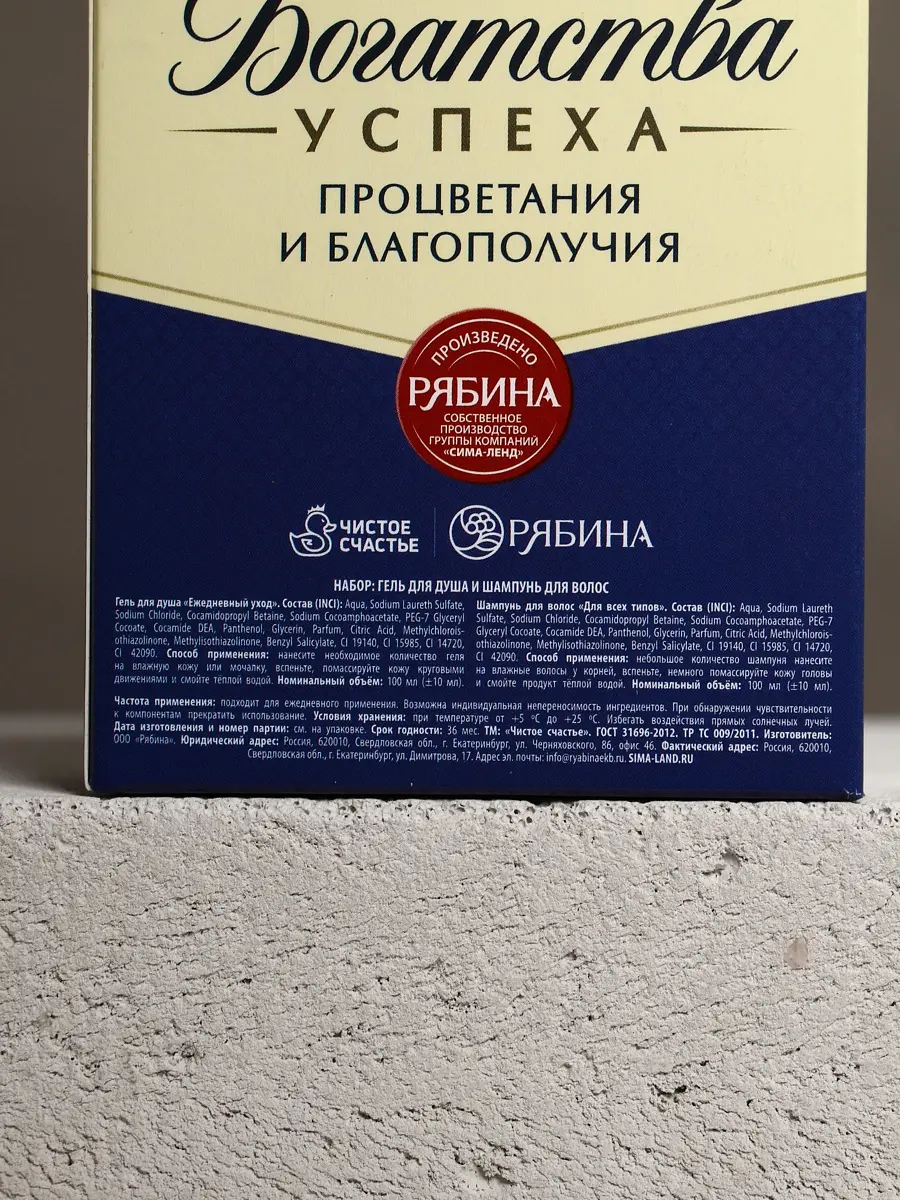 Богатства
УСПЕХА
ПРОЦВЕТАНИЯ
И БЛАГОПОЛУЧИЯ
ПРОИЗВЕДЕНО
РЯБИНА
СОБСТВЕННОЕ
ПРОИЗВОДСТВО
ГРУППЫ КОМПАНИЙ
«СИМА-ЛЕНД»
ЧИСТОЕ
СЧАСТЬЕ
РЯБИНА
НАБОР: ГЕЛЬ ДЛЯ ДУША И ШАМПУНЬ ДЛЯ ВОЛОС
Гель для душа «Ежедневный уход». Состав (INCI): Aqua, Sodium Laureth Sulfate,
Sodium Chloride, Cocamidopropyl Betaine, Sodium Cocoamphoacetate, PEG-7 Glyceryl
Cocoate, Cocamide DEA, Panthenol, Glycerin, Parfum, Citric Acid, Methylchlorois-
othiazolinone, Methylisothiazolinone, Benzyl Salicylate, CI 19140, CI 15985, CI 14720,
CI 42090. Способ применения: нанесите необходимое количество геля
на влажную кожу или мочалку, вспеньте, помассируйте кожу круговыми
движениями и смойте тёплой водой. Номинальный объём: 100 мл (±10 мл).
Шампунь для волос «Для всех типов». Состав (INCI): Aqua, Sodium Laureth
Sulfate, Sodium Chloride, Cocamidopropyl Betaine, Sodium Cocoamphoacetate, PEG-7
Glyceryl Cocoate, Cocamide DEA, Panthenol, Glycerin, Parfum, Citric Acid, Methylchlorois-
othiazolinone, Methylisothiazolinone, Benzyl Salicylate, CI 19140, CI 15985, CI 14720,
CI 42090. Способ применения: небольшое количество шампуня нанесите
на влажные волосы у корней, вспеньте, немного помассируйте кожу головы
и смойте продукт тёплой водой. Номинальный объём: 100 мл (±10 мл).
Частота применения: подходит для ежедневного применения. Возможна индивидуальная непереносимость ингредиентов. При обнаружении чувствительности
к компонентам прекратить использование. Условия хранения: при температуре от +5 °С до +25 °С. Избегать воздействия прямых солнечных лучей.
Дата изготовления и номер партии: см. на упаковке. Срок годности: 36 мес. ТМ: «Чистое счастье». ГОСТ 31696-2012. ТР ТС 009/2011. Изготовитель:
ООО «Рябина». Юридический адрес: Россия, 620010, Свердловская обл., г. Екатеринбург, ул. Черняховского, 86, офис 46. Фактический адрес: Россия, 620010,
Свердловская обл., г. Екатеринбург, ул. Димитрова, 17. Адрес эл. почты: info@ryabinaekb.ru. SIMA-LAND.RU